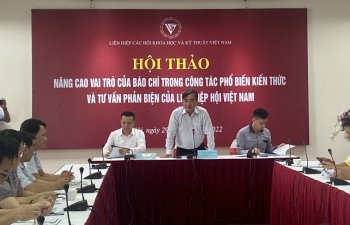 LIÊN HIỆP CÁC HỘI KHOA HỌC VÀ KỸ THUẬT VIỆT NAM
HỘI THẢO
NÂNG CAO VAI TRÒ CỦA BÁO CHÍ TRONG CÔNG TÁC PHỔ BIẾN KIẾN THỨC
VÀ TƯ VẤN PHẢN BIỆN CỦA LIÊN HIỆP HỘI VIỆT NAM
2022